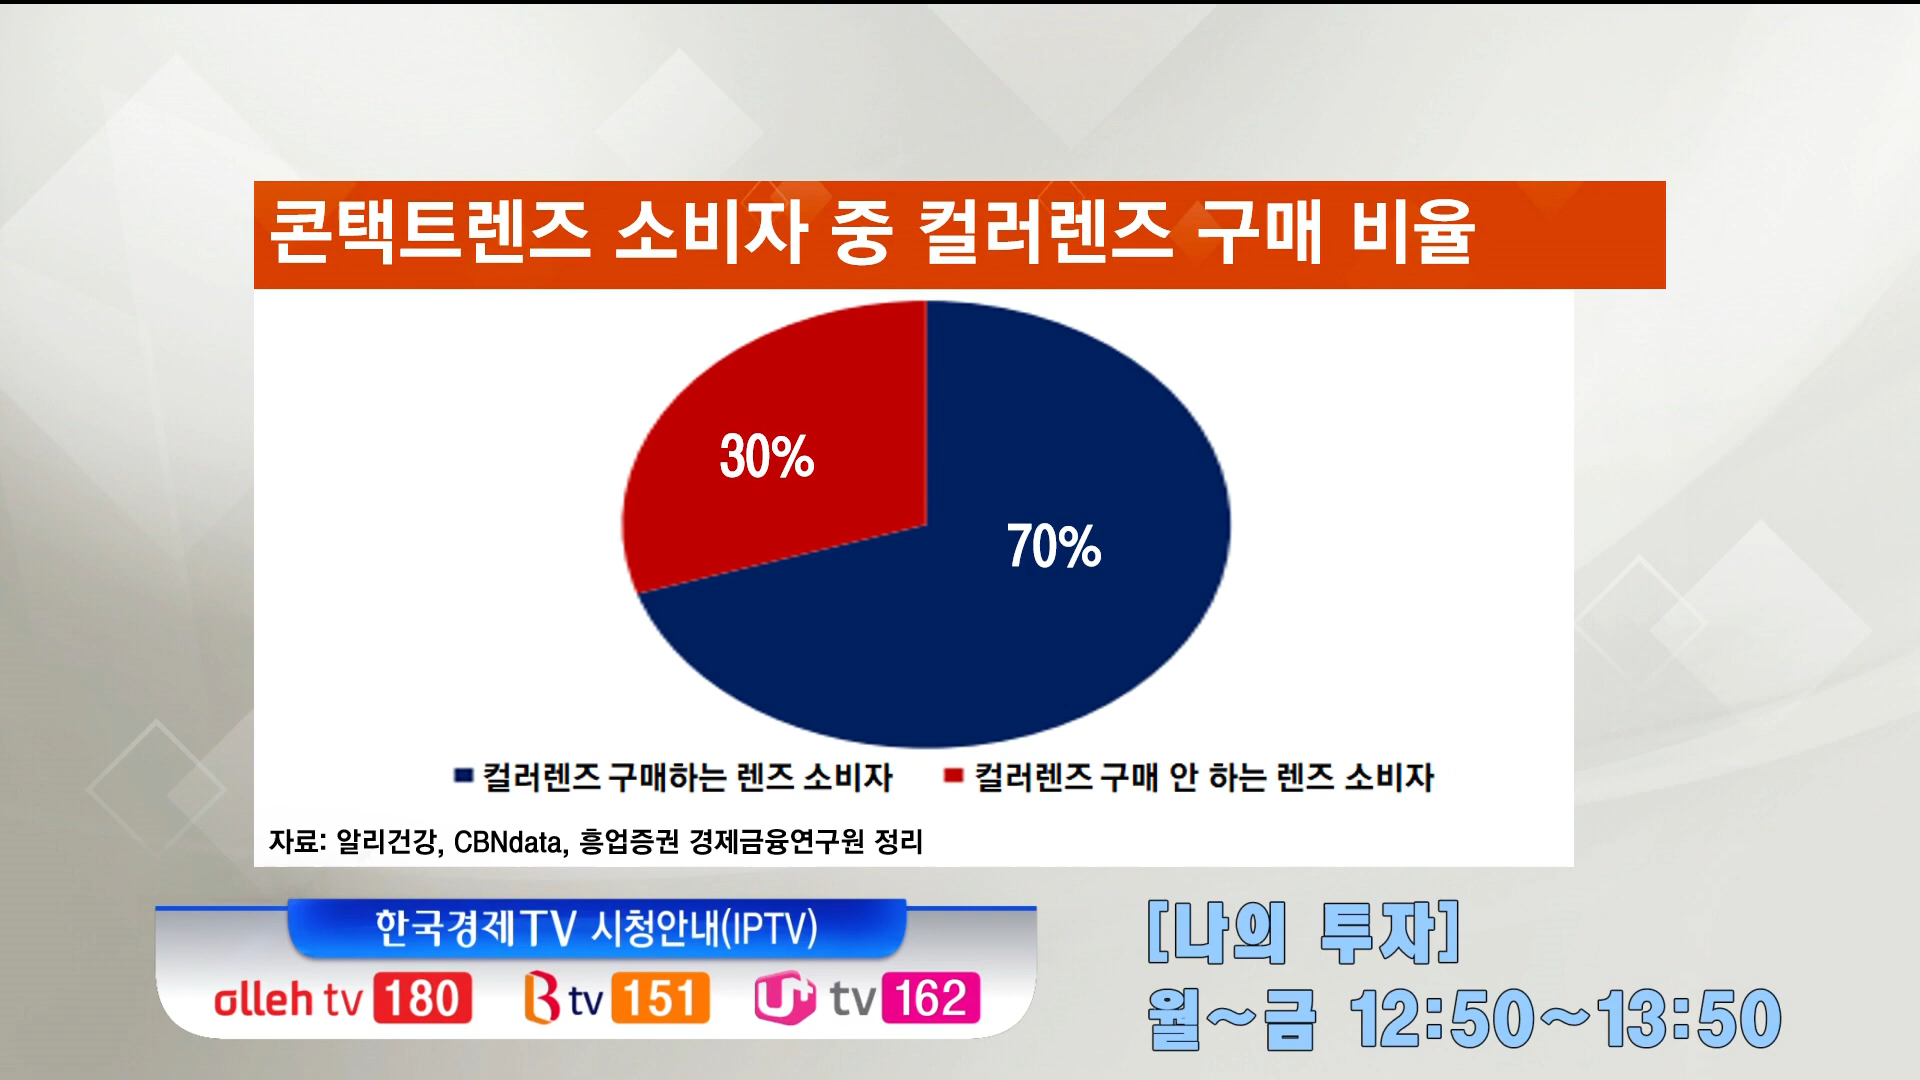 콘택트렌즈 소비자 중 컬러렌즈 구매 비율
30%
70%
컬러렌즈 구매하는 렌즈 소비자
컬러렌즈 구매 안 하는 렌즈 소비자
자료: 알리건강, CBNdata, 흥업증권 경제금융연구원 정리
한국경제TV 시청안내(IPTV)
olleh tv 180
B tv 151
U+ tv 162
[나의 투자]
월~금 12:50~13:50